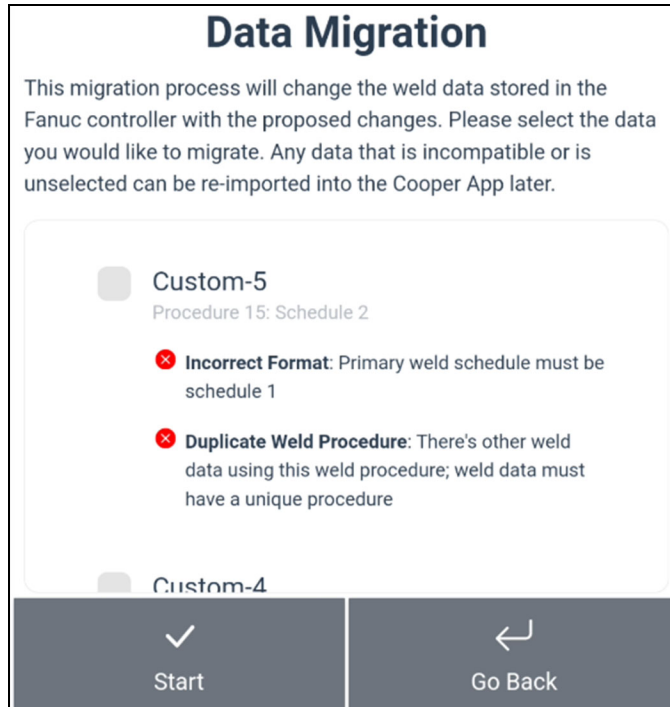 Data Migration
This migration process will change the weld data stored in the
Fanuc controller with the proposed changes. Please select the data
you would like to migrate. Any data that is incompatible or is
unselected can be re-imported into the Cooper App later.
Custom-5
Procedure 15: Schedule 2
Incorrect Format: Primary weld schedule must be
schedule 1
Duplicate Weld Procedure: There's other weld
data using this weld procedure; weld data must
have a unique procedure
Custom-4
Start
Go Back